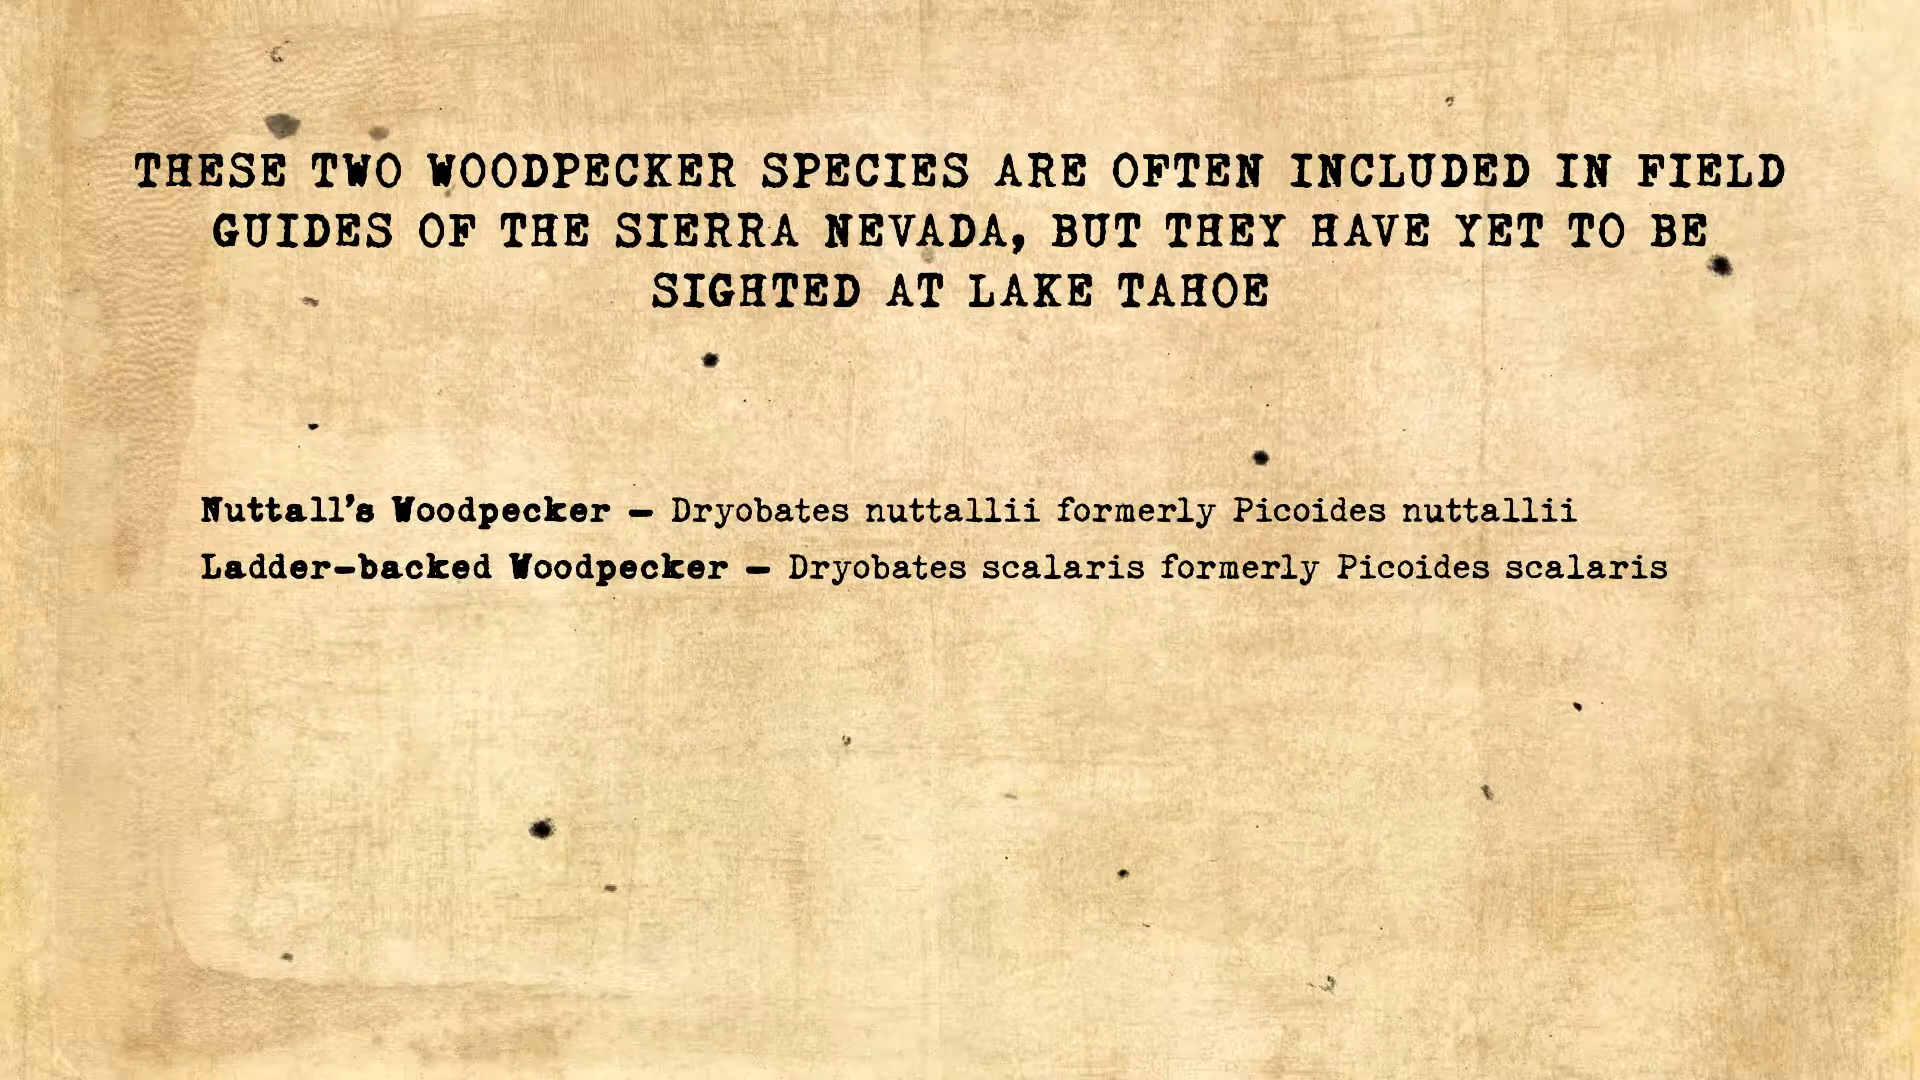 THESE TWO WOODPECKER SPECIES ARE OFTEN INCLUDED IN FIELD
GUIDES OF THE SIERRA NEVADA, BUT THEY HAVE YET TO BE
SIGHTED AT LAKE TAHOE
Nuttall's Woodpecker – Dryobates nuttallii formerly Picoides nuttallii
Ladder-backed Woodpecker – Dryobates scalaris formerly Picoides scalaris